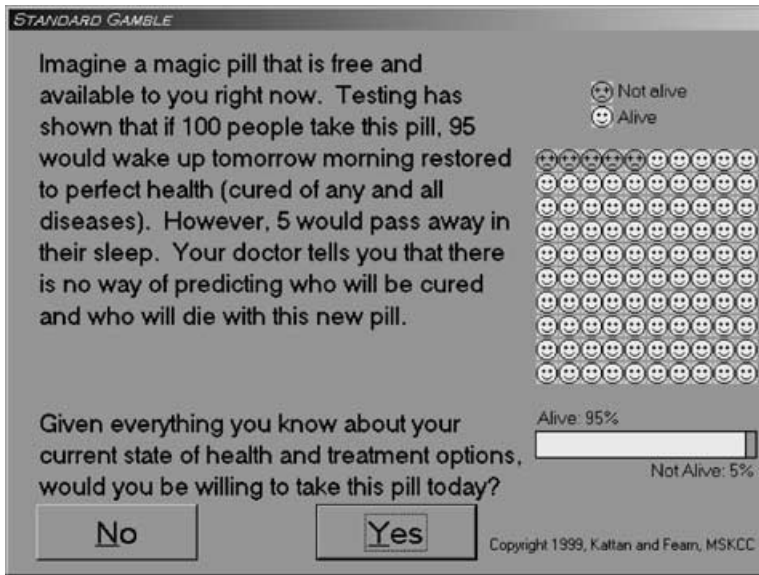 STANDARD GAMBLE
Imagine a magic pill that is free and
available to you right now. Testing has
shown that if 100 people take this pill, 95
would wake up tomorrow morning restored
to perfect health (cured of any and all
diseases). However, 5 would pass away in
their sleep. Your doctor tells you that there
is no way of predicting who will be cured
and who will die with this new pill.
Not alive
Alive
Given everything you know about your
current state of health and treatment options,
would you be willing to take this pill today?
Alive: 95%
Not Alive: 5%
No
Yes
Copyright 1999, Kattan and Fearn, MSKCC